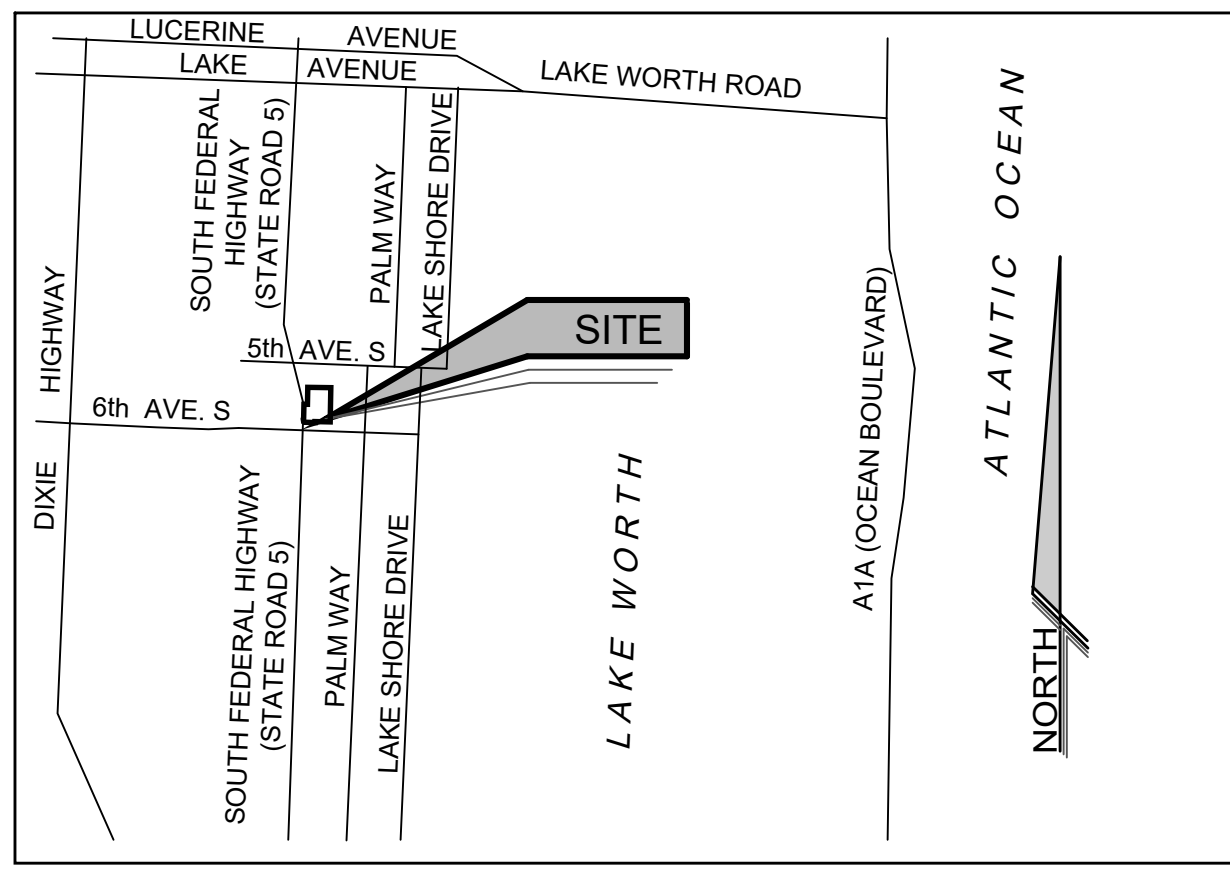 LUCERINE AVENUE
LAKE AVENUE
LAKE WORTH ROAD
SOUTH FEDERAL
HIGHWAY
(STATE ROAD 5)
PALM WAY
LAKE SHORE DRIVE
ATLANTIC OCEAN
A1A (OCEAN BOULEVARD)
SITE
5th AVE. S
6th AVE. S
DIXIE HIGHWAY
SOUTH FEDERAL HIGHWAY
(STATE ROAD 5)
PALM WAY
LAKE SHORE DRIVE
LAKE WORTH
NORTH